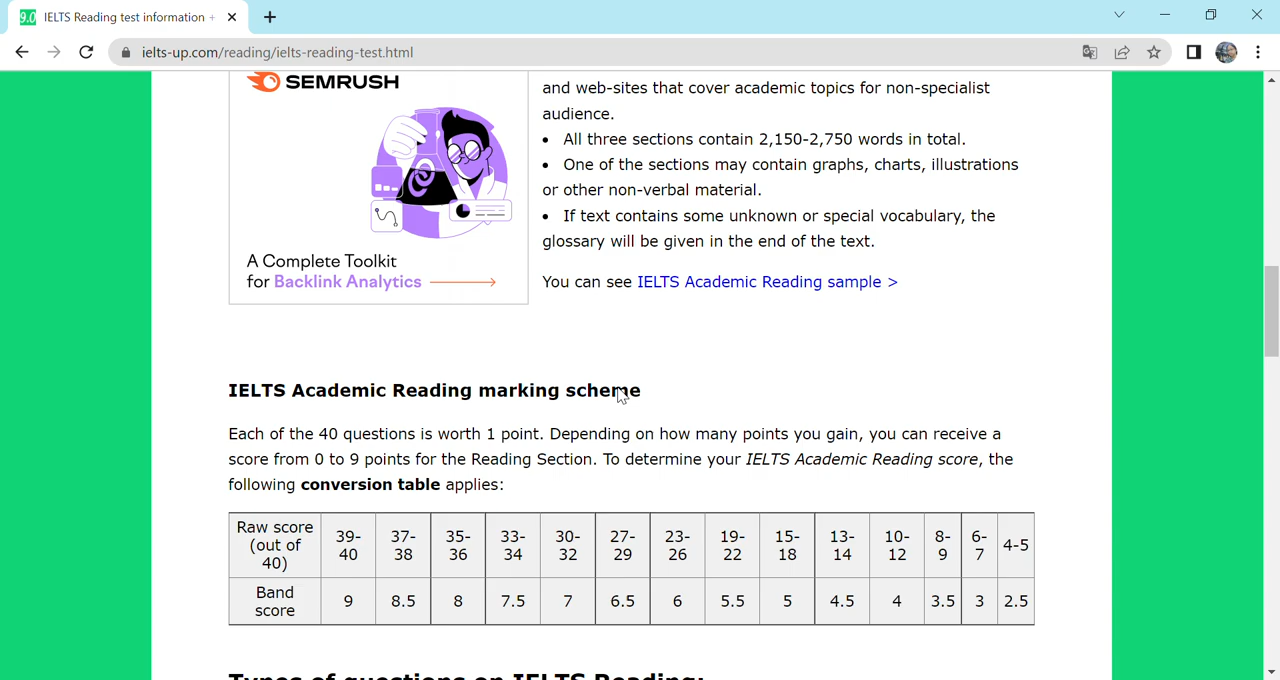 9.0 IELTS Reading test information +
ielts-up.com/reading/ielts-reading-test.html
SEMRUSH
A Complete Toolkit
for Backlink Analytics
and web-sites that cover academic topics for non-specialist
audience.
• All three sections contain 2,150-2,750 words in total.
• One of the sections may contain graphs, charts, illustrations
or other non-verbal material.
• If text contains some unknown or special vocabulary, the
glossary will be given in the end of the text.
You can see IELTS Academic Reading sample >
IELTS Academic Reading marking scheme
Each of the 40 questions is worth 1 point. Depending on how many points you gain, you can receive a
score from 0 to 9 points for the Reading Section. To determine your IELTS Academic Reading score, the
following conversion table applies:
Raw score (out of 40) 39-40 37-38 35-36 33-34 30-32 27-29 23-26 19-22 15-18 13-14 10-12 8-9 6-7 4-5
Band score 9 8.5 8 7.5 7 6.5 6 5.5 5 4.5 4 3.5 3 2.5
Types of questions on IELTS Reading: